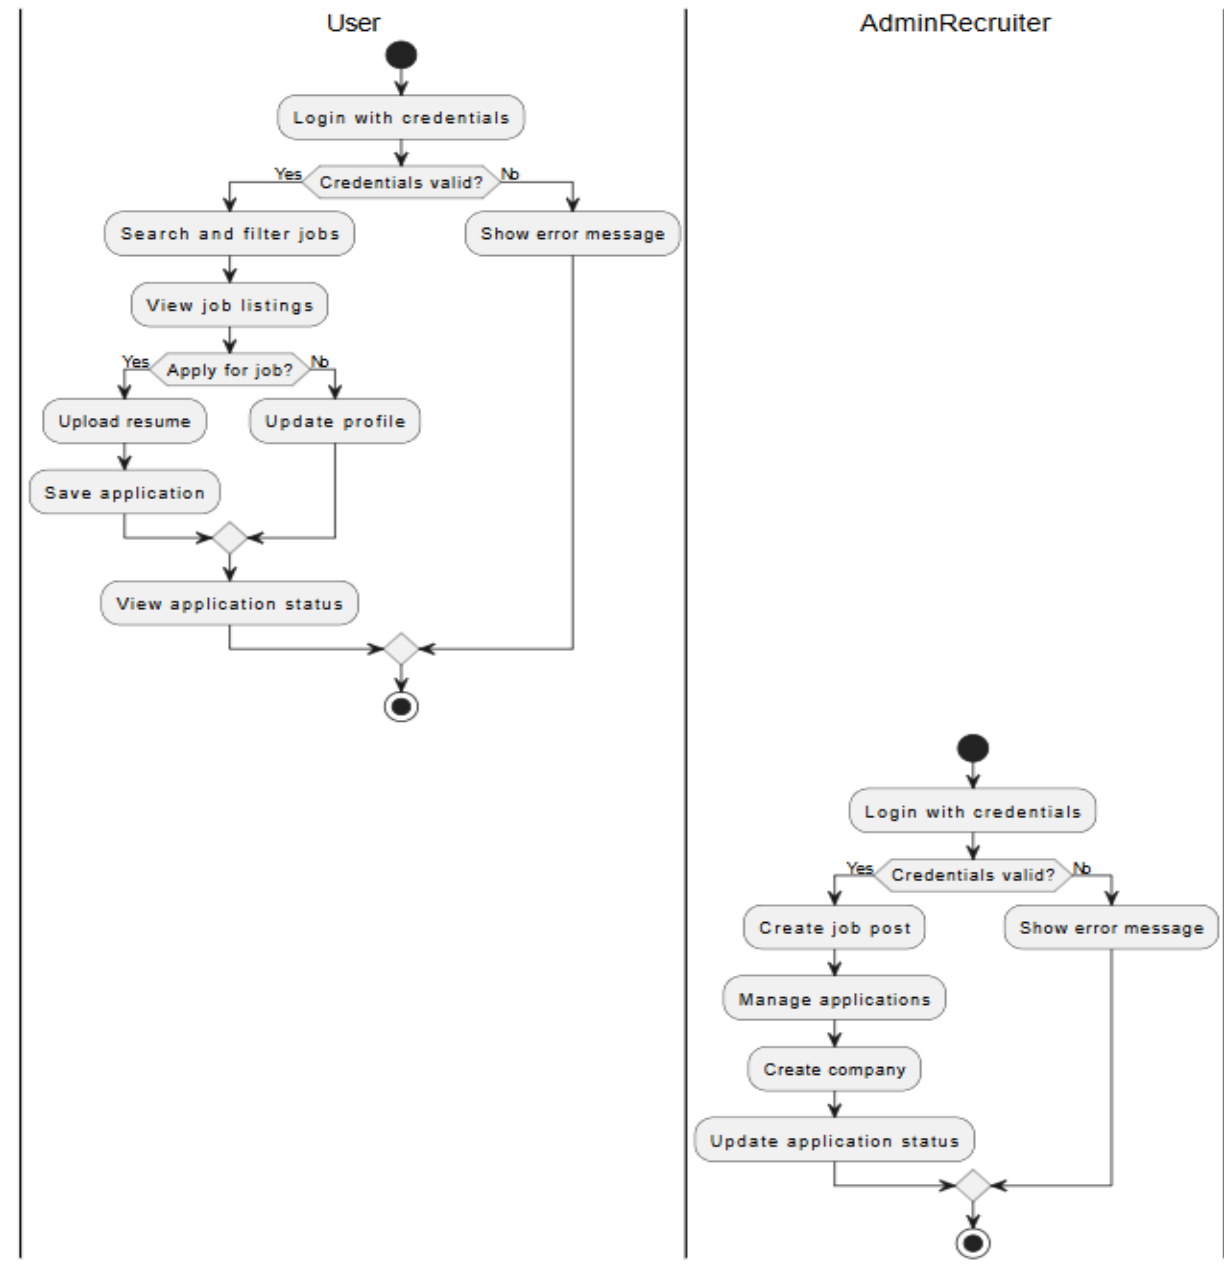 User
AdminRecruiter
Login with credentials
Yes
Credentials valid?
No
Search and filter jobs
Show error message
View job listings
Yes
Apply for job?
No
Upload resume
Update profile
Save application
View application status
Login with credentials
Yes
Credentials valid?
No
Create job post
Show error message
Manage applications
Create company
Update application status